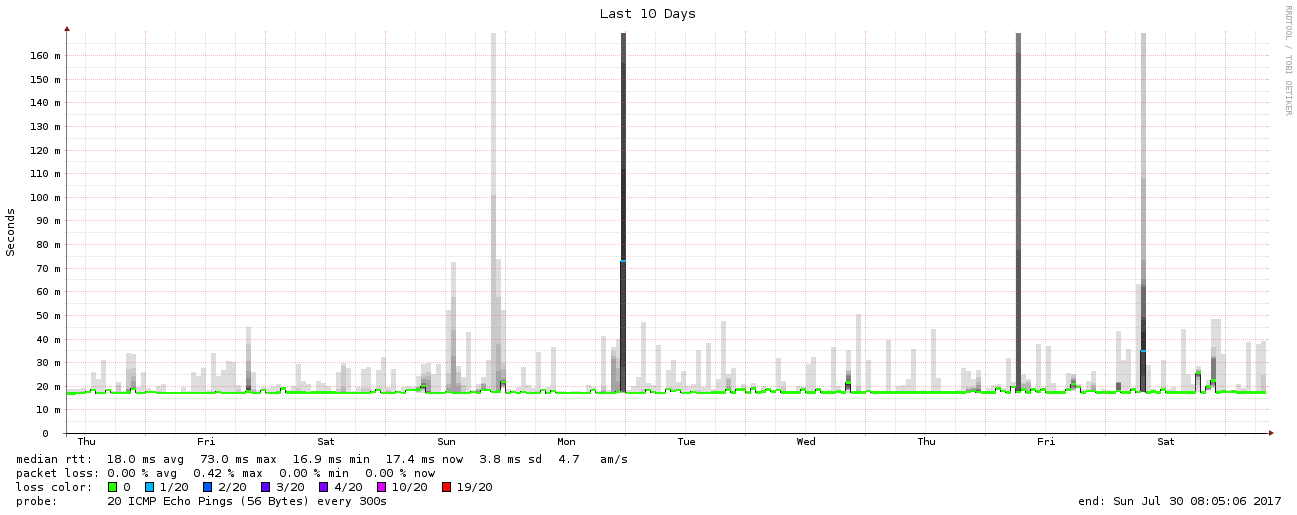 Last 10 Days
RRDTOOL / TOBI OETIKER
Seconds
160 m
150 m
140 m
130 m
120 m
110 m
100 m
90 m
80 m
70 m
60 m
50 m
40 m
30 m
20 m
10 m
0
Thu Fri Sat Sun Mon Tue Wed Thu Fri Sat
median rtt: 18.0 ms avg 73.0 ms max 16.9 ms min 17.4 ms now 3.8 ms sd 4.7 am/s
packet loss: 0.00 % avg 0.42 % max 0.00 % min 0.00 % now
loss color: 0 1/20 2/20 3/20 4/20 10/20 19/20
probe: 20 ICMP Echo Pings (56 Bytes) every 300s end: Sun Jul 30 08:05:06 2017